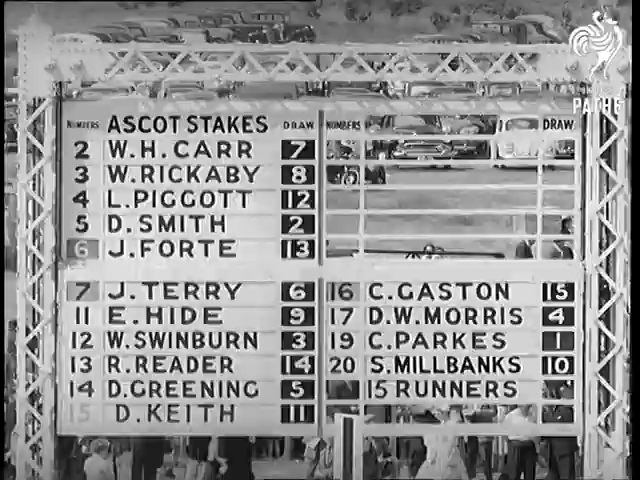 NUMBERS ASCOT STAKES DRAW NUMBERS DRAW
2 W.H. CARR 7
3 W. RICKABY 8
4 L. PIGGOTT 12
5 D. SMITH 2
6 J. FORTE 13
7 J. TERRY 6
11 E. HIDE 9
12 W. SWINBURN 3
13 R. READER 14
14 D. GREENING 5
15 D. KEITH 11
16 C. GASTON 15
17 D.W. MORRIS 4
19 C. PARKES 1
20 S. MILLBANKS 10
15 RUNNERS
PATHÉ